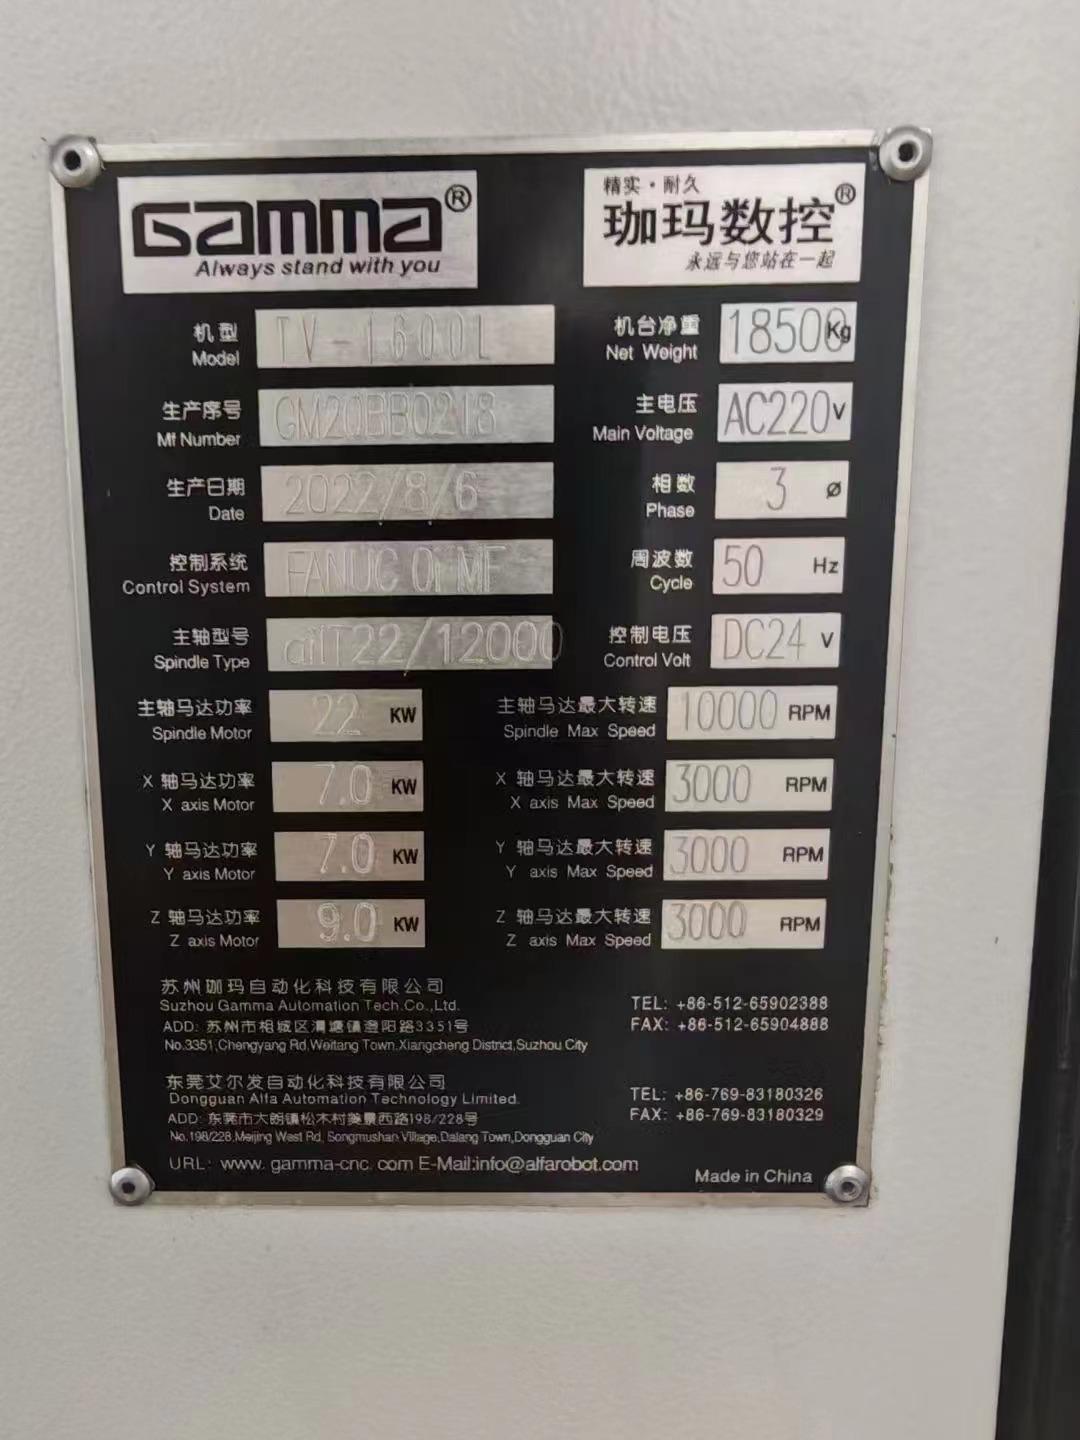 GAMMA®
Always stand with you
精实·耐久
珈玛数控®
永远与您站在一起
机型 TV-1600L
Model
机台净重 18500Kg
Net Weight
生产序号 GM20BB0218
Mf Number
主电压 AC220V
Main Voltage
生产日期 2022/8/6
Date
相数 3 Ø
Phase
控制系统 FANUC 0i MF
Control System
周波数 50 Hz
Cycle
主轴型号 αiIT22/12000
Spindle Type
控制电压 DC24 V
Control Volt
主轴马达功率 22 KW
Spindle Motor
主轴马达最大转速 10000 RPM
Spindle Max Speed
X 轴马达功率 7.0 KW
X axis Motor
X 轴马达最大转速 3000 RPM
X axis Max Speed
Y 轴马达功率 7.0 KW
Y axis Motor
Y 轴马达最大转速 3000 RPM
Y axis Max Speed
Z 轴马达功率 9.0 KW
Z axis Motor
Z 轴马达最大转速 3000 RPM
Z axis Max Speed
苏州珈玛自动化科技有限公司
Suzhou Gamma Automation Tech.Co.,Ltd.
TEL: +86-512-65902388
ADD: 苏州市相城区渭塘镇澄阳路3351号
FAX: +86-512-65904888
No.3351,Chengyang Rd,Weitang Town,Xiangcheng District,Suzhou City
东莞艾尔发自动化科技有限公司
Dongguan Alfa Automation Technology Limited.
TEL: +86-769-83180326
ADD: 东莞市大朗镇松木村美景西路198/228号
FAX: +86-769-83180329
No.198/228,Meijing West Rd, Songmushan Village,Dalang Town,Dongguan City
URL: www.gamma-cnc.com E-Mail:info@alfarobot.com
Made in China